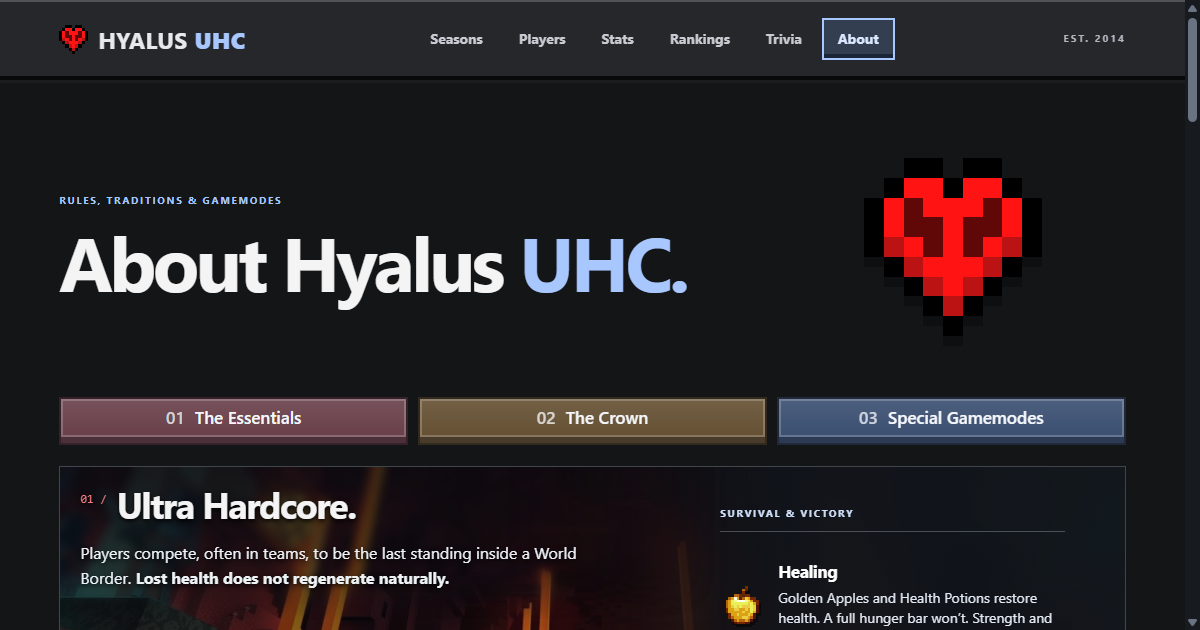 HYALUS UHC
Seasons
Players
Stats
Rankings
Trivia
About
EST. 2014
RULES, TRADITIONS & GAMEMODES
About Hyalus UHC.
01 The Essentials
02 The Crown
03 Special Gamemodes
01 / Ultra Hardcore.
Players compete, often in teams, to be the last standing inside a World
Border. Lost health does not regenerate naturally.
SURVIVAL & VICTORY
Healing
Golden Apples and Health Potions restore
health. A full hunger bar won’t. Strength and